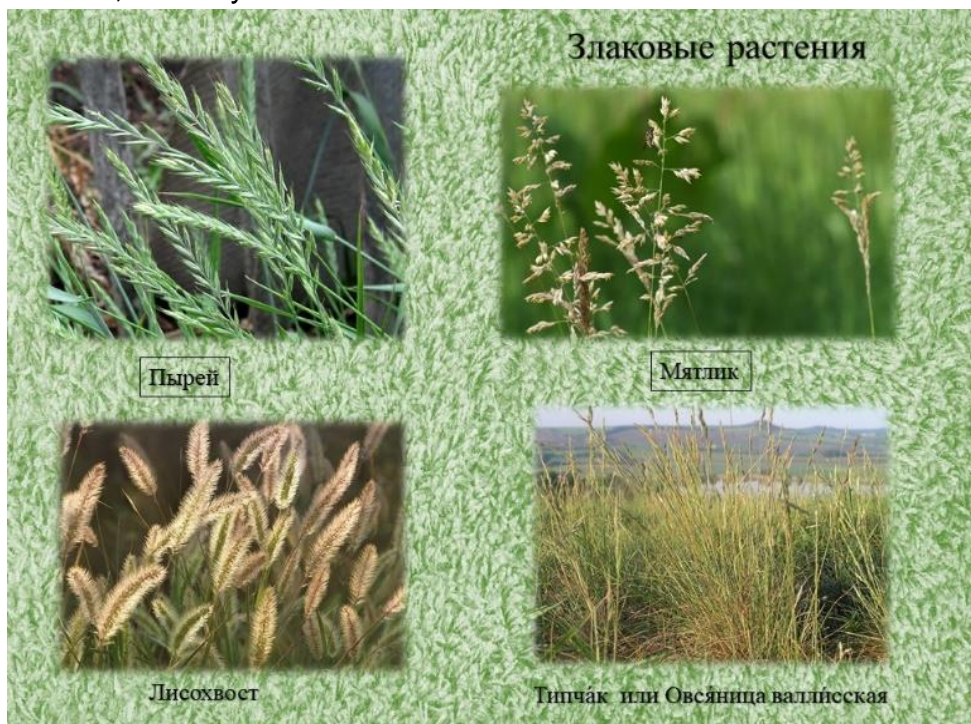 Злаковые растения
Пырей
Мятлик
Лисохвост
Типча́к или Овся́ница валли́сская